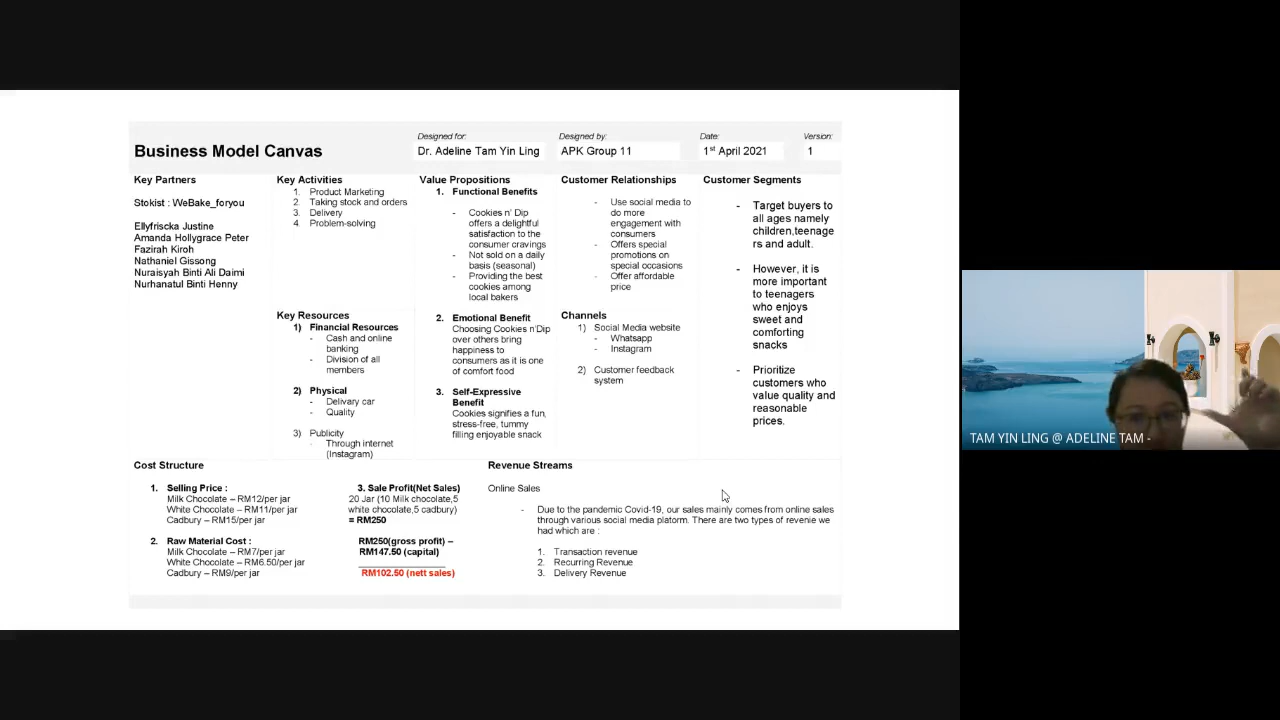 Business Model Canvas
Designed for:
Dr. Adeline Tam Yin Ling
Designed by:
APK Group 11
Date:
1st April 2021
Version:
1
Key Partners
Stokist : WeBake_foryou
Ellyfriscka Justine
Amanda Hollygrace Peter
Fazirah Kiroh
Nathaniel Gissong
Nuraisyah Binti Ali Daimi
Nurhanatul Binti Henny
Key Activities
1. Product Marketing
2. Taking stock and orders
3. Delivery
4. Problem-solving
Key Resources
1) Financial Resources
- Cash and online
banking
- Division of all
members
2) Physical
- Delivary car
- Quality
3) Publicity
- Through internet
(Instagram)
Value Propositions
1. Functional Benefits
- Cookies n' Dip
offers a delightful
satisfaction to the
consumer cravings
- Not sold on a daily
basis (seasonal)
- Providing the best
cookies among
local bakers
2. Emotional Benefit
Choosing Cookies n'Dip
over others bring
happiness to
consumers as it is one
of comfort food
3. Self-Expressive
Benefit
Cookies signifies a fun,
stress-free, tummy
filling enjoyable snack
Customer Relationships
- Use social media to
do more
engagement with
consumers
- Offers special
promotions on
special occasions
- Offer affordable
price
Channels
1) Social Media website
- Whatsapp
- Instagram
2) Customer feedback
system
Customer Segments
- Target buyers to
all ages namely
children,teenage
rs and adult.
- However, it is
more important
to teenagers
who enjoys
sweet and
comforting
snacks
- Prioritize
customers who
value quality and
reasonable
prices.
Cost Structure
1. Selling Price :
Milk Chocolate – RM12/per jar
White Chocolate – RM11/per jar
Cadbury – RM15/per jar
2. Raw Material Cost :
Milk Chocolate – RM7/per jar
White Chocolate – RM6.50/per jar
Cadbury – RM9/per jar
3. Sale Profit(Net Sales)
20 Jar (10 Milk chocolate,5
white chocolate,5 cadbury)
= RM250
RM250(gross profit) –
RM147.50 (capital)
RM102.50 (nett sales)
Revenue Streams
Online Sales
- Due to the pandemic Covid-19, our sales mainly comes from online sales
through various social media platorm. There are two types of revenie we
had which are :
1. Transaction revenue
2. Recurring Revenue
3. Delivery Revenue
TAM YIN LING @ ADELINE TAM -